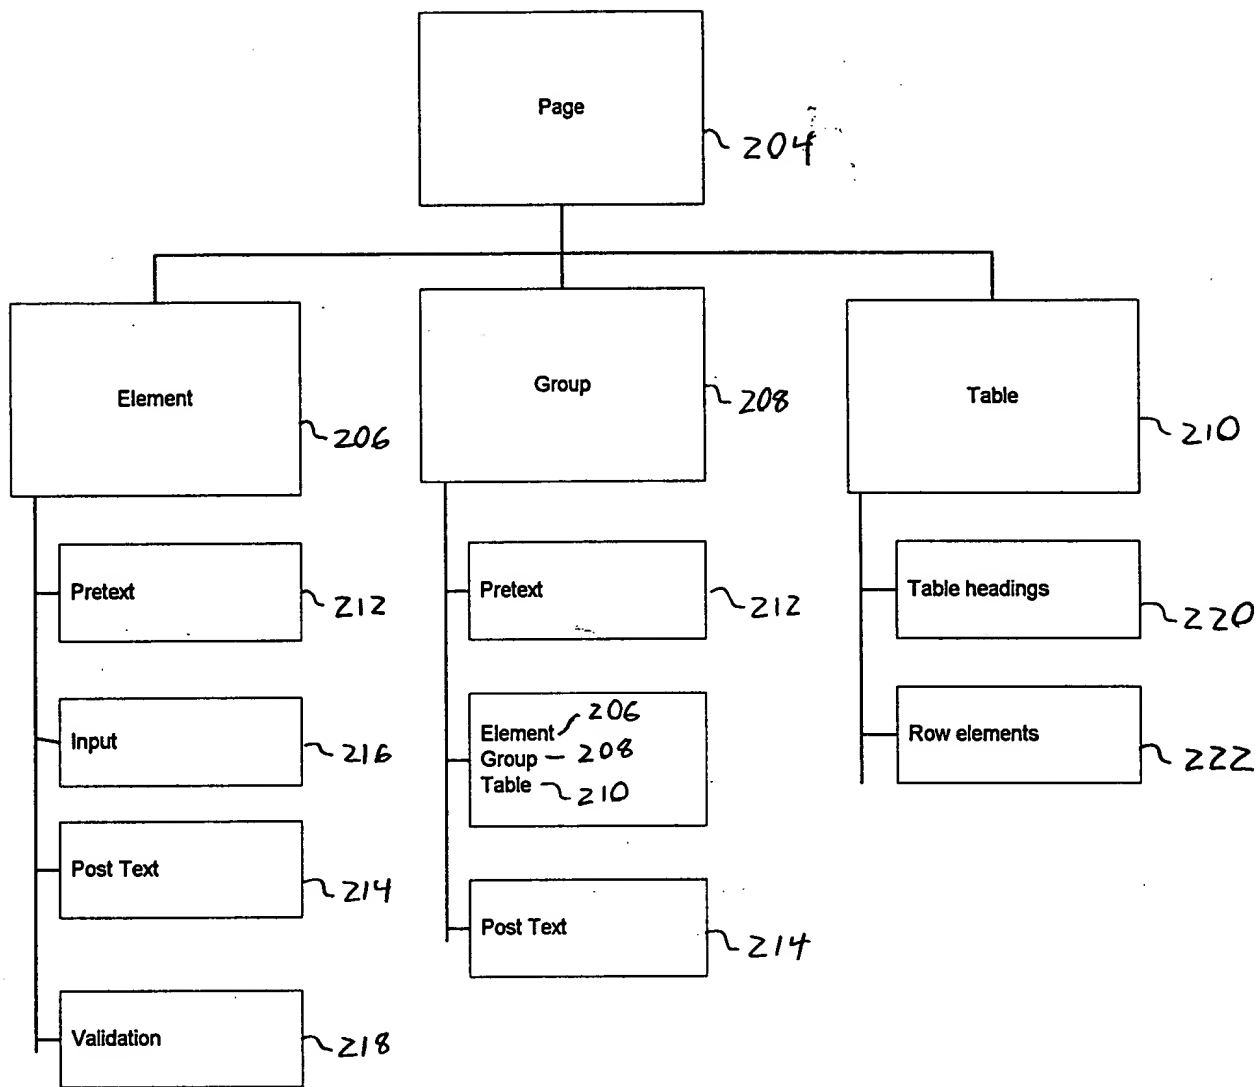 Page
204
Element
206
Group
208
Table
210
Pretext
212
Pretext
212
Table headings
220
Input
216
Element 206
Group 208
Table 210
Row elements
222
Post Text
214
Post Text
214
Validation
218